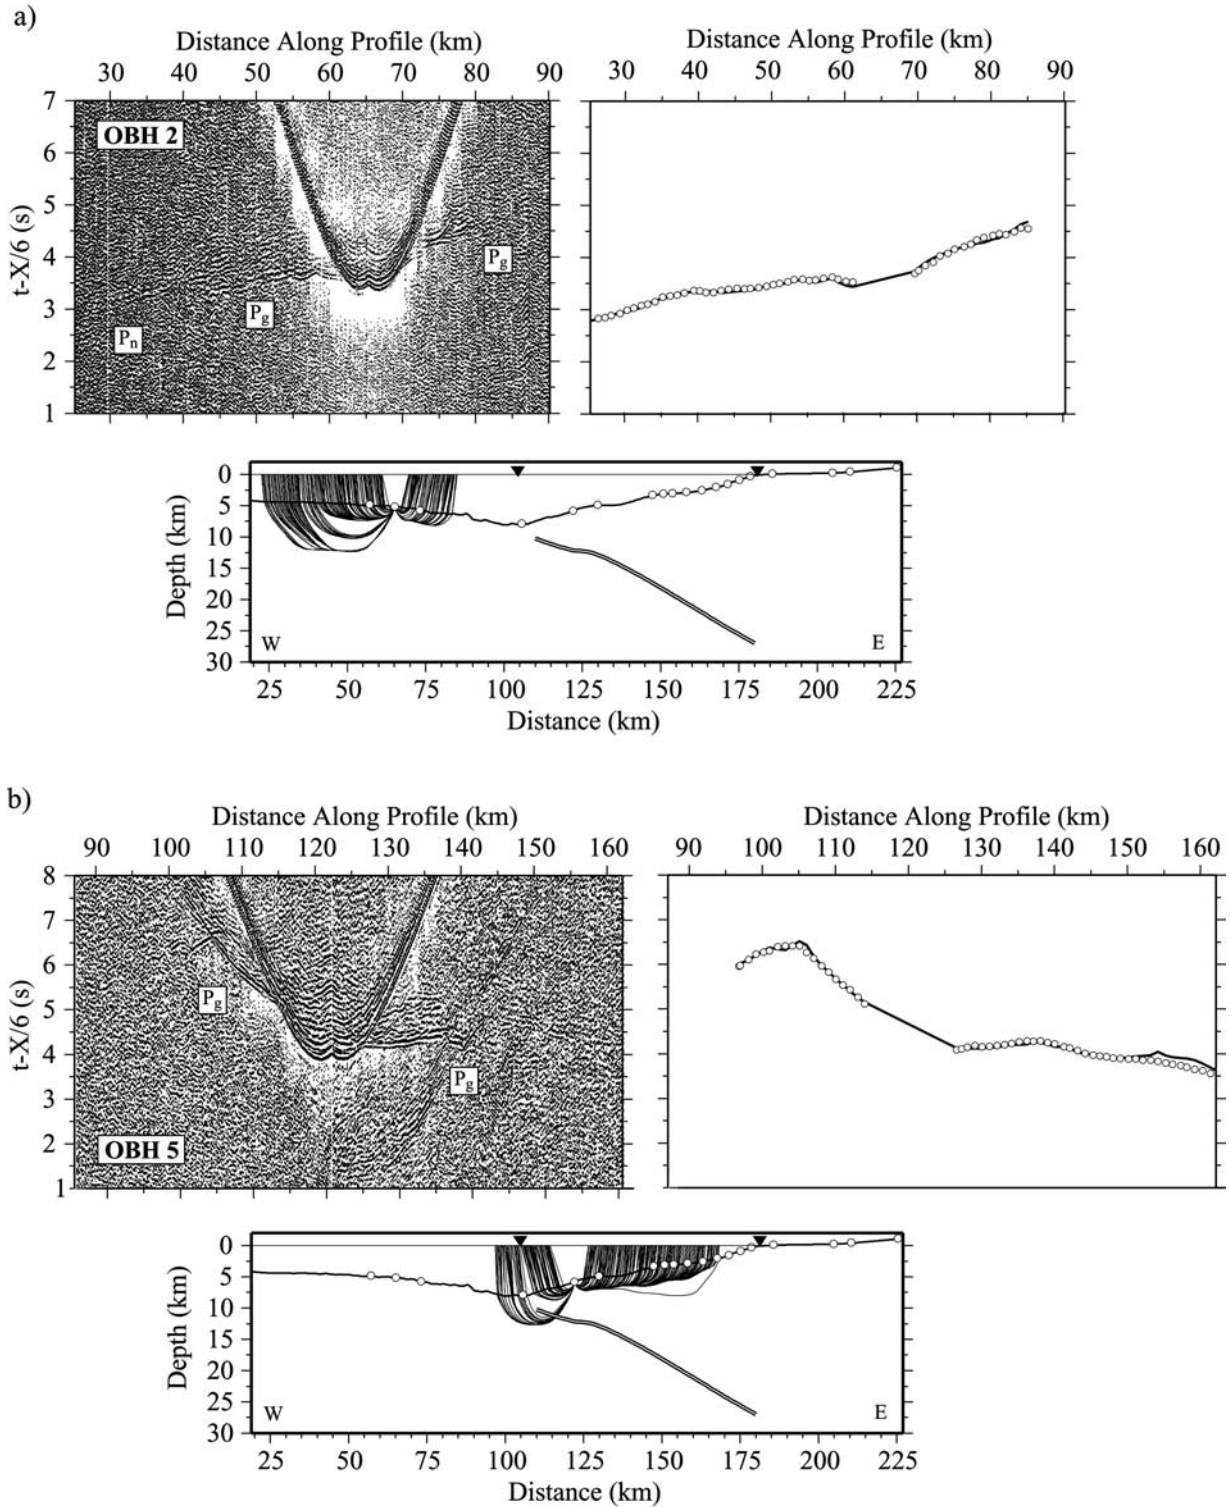 a)
Distance Along Profile (km)
Distance Along Profile (km)
30 40 50 60 70 80 90
30 40 50 60 70 80 90
7
OBH 2
6
5
t-X/6 (s)
4
Pg
3
Pg
Pn
2
1
0
5
10
Depth (km)
15
20
25
W
E
30
25 50 75 100 125 150 175 200 225
Distance (km)
b)
Distance Along Profile (km)
Distance Along Profile (km)
90 100 110 120 130 140 150 160
90 100 110 120 130 140 150 160
8
7
6
Pg
5
t-X/6 (s)
4
Pg
3
2
OBH 5
1
0
5
10
Depth (km)
15
20
25
W
E
30
25 50 75 100 125 150 175 200 225
Distance (km)